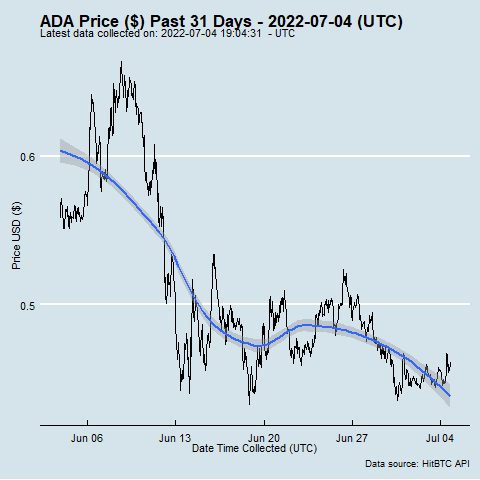 ADA Price ($) Past 31 Days - 2022-07-04 (UTC)
Latest data collected on: 2022-07-04 19:04:31 - UTC
0.6
0.5
Price USD ($)
Jun 06 Jun 13 Jun 20 Jun 27 Jul 04
Date Time Collected (UTC)
Data source: HitBTC API